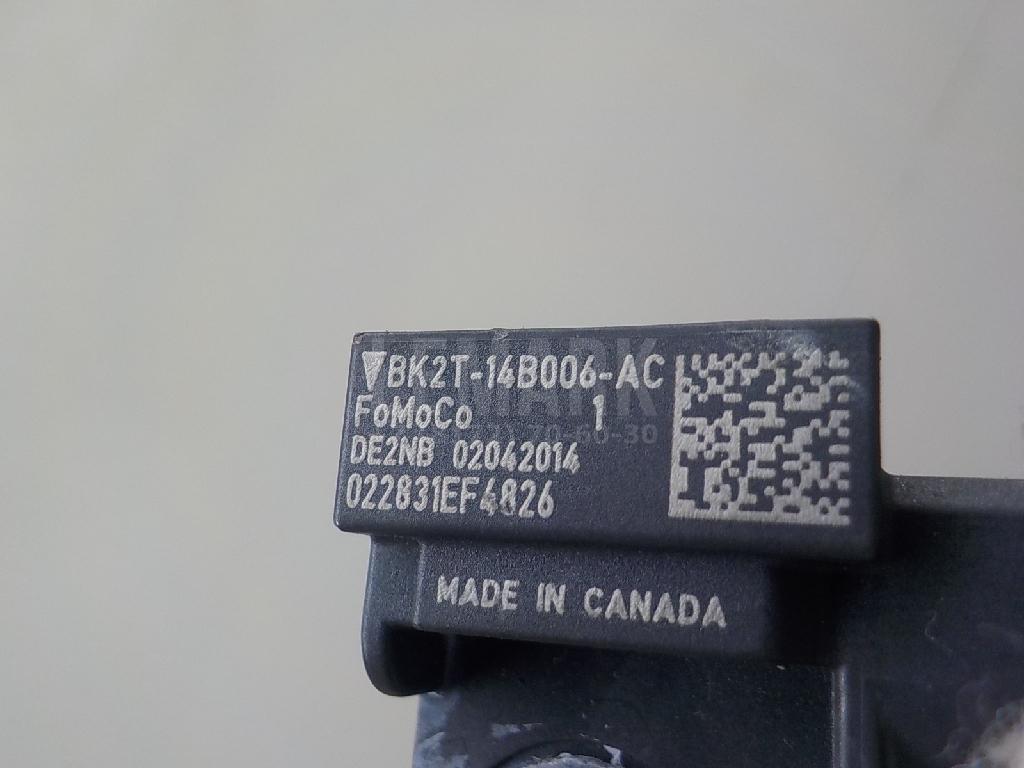 BK2T-14B006-AC
FoMoCo 1
DE2NB 02042014
022831EF4826
MADE IN CANADA